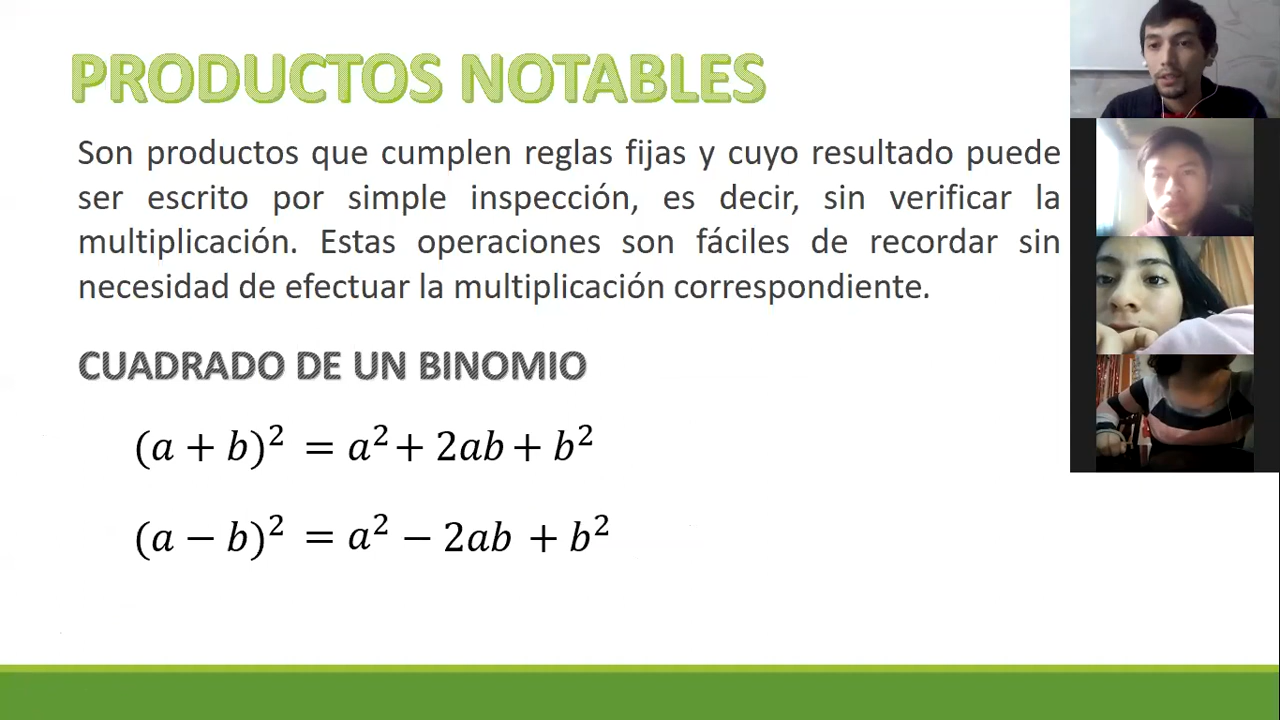 PRODUCTOS NOTABLES
Son productos que cumplen reglas fijas y cuyo resultado puede
ser escrito por simple inspección, es decir, sin verificar la
multiplicación. Estas operaciones son fáciles de recordar sin
necesidad de efectuar la multiplicación correspondiente.
CUADRADO DE UN BINOMIO
(a + b)² = a² + 2ab + b²
(a − b)² = a² − 2ab + b²